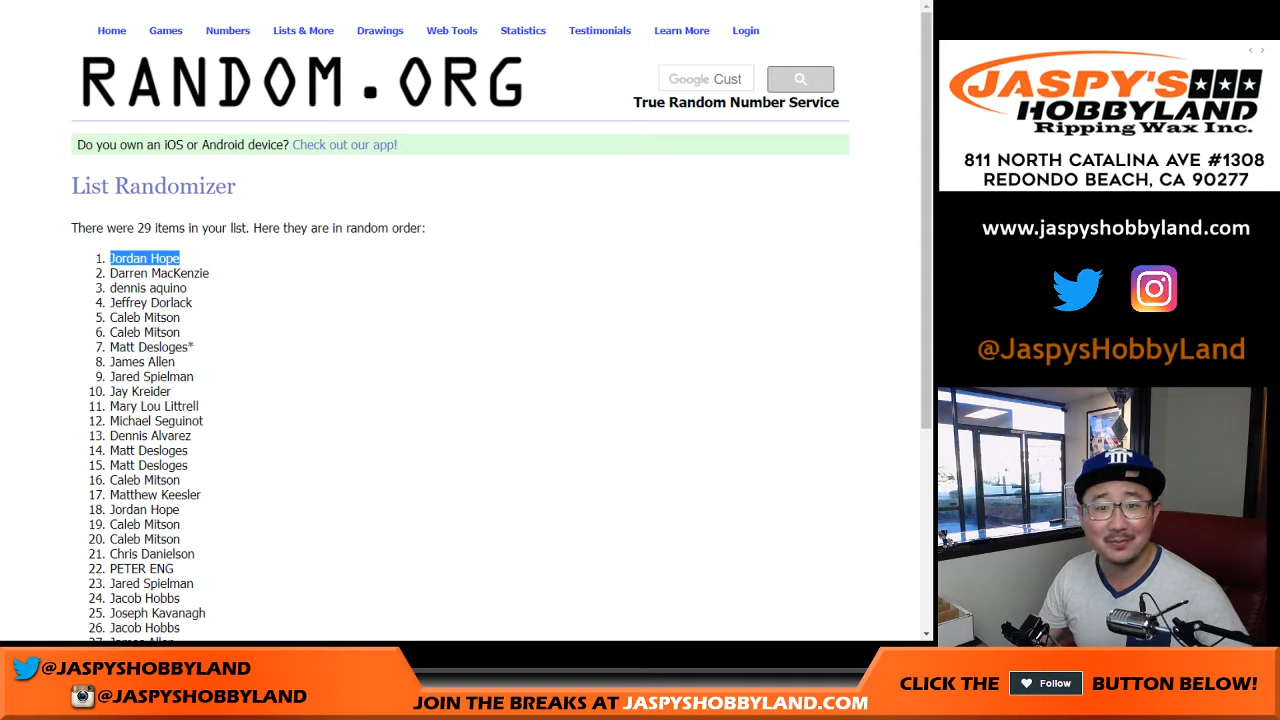 Home Games Numbers Lists & More Drawings Web Tools Statistics Testimonials Learn More Login
RANDOM.ORG
Google Cust
True Random Number Service
Do you own an iOS or Android device? Check out our app!
List Randomizer
There were 29 items in your list. Here they are in random order:
1. Jordan Hope
2. Darren MacKenzie
3. dennis aquino
4. Jeffrey Dorlack
5. Caleb Mitson
6. Caleb Mitson
7. Matt Desloges*
8. James Allen
9. Jared Spielman
10. Jay Kreider
11. Mary Lou Littrell
12. Michael Seguinot
13. Dennis Alvarez
14. Matt Desloges
15. Matt Desloges
16. Caleb Mitson
17. Matthew Keesler
18. Jordan Hope
19. Caleb Mitson
20. Caleb Mitson
21. Chris Danielson
22. PETER ENG
23. Jared Spielman
24. Jacob Hobbs
25. Joseph Kavanagh
26. Jacob Hobbs
JASPY'S
HOBBYLAND
Ripping Wax Inc.
811 NORTH CATALINA AVE #1308
REDONDO BEACH, CA 90277
www.jaspyshobbyland.com
@JaspysHobbyLand
@JASPYSHOBBYLAND
@JASPYSHOBBYLAND
JOIN THE BREAKS AT JASPYSHOBBYLAND.COM
CLICK THE Follow BUTTON BELOW!